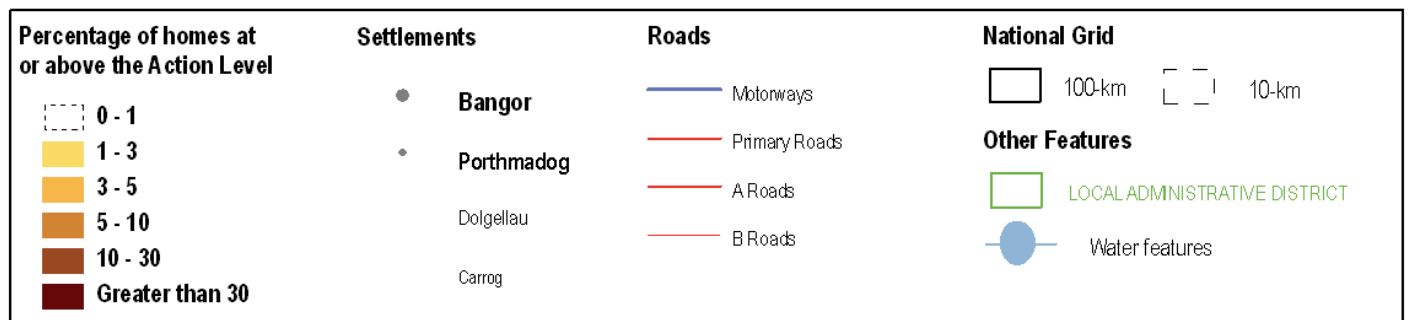 Percentage of homes at
or above the Action Level
0 - 1
1 - 3
3 - 5
5 - 10
10 - 30
Greater than 30
Settlements
Bangor
Porthmadog
Dolgellau
Carrog
Roads
Motorways
Primary Roads
A Roads
B Roads
National Grid
100-km 10-km
Other Features
LOCAL ADMINISTRATIVE DISTRICT
Water features